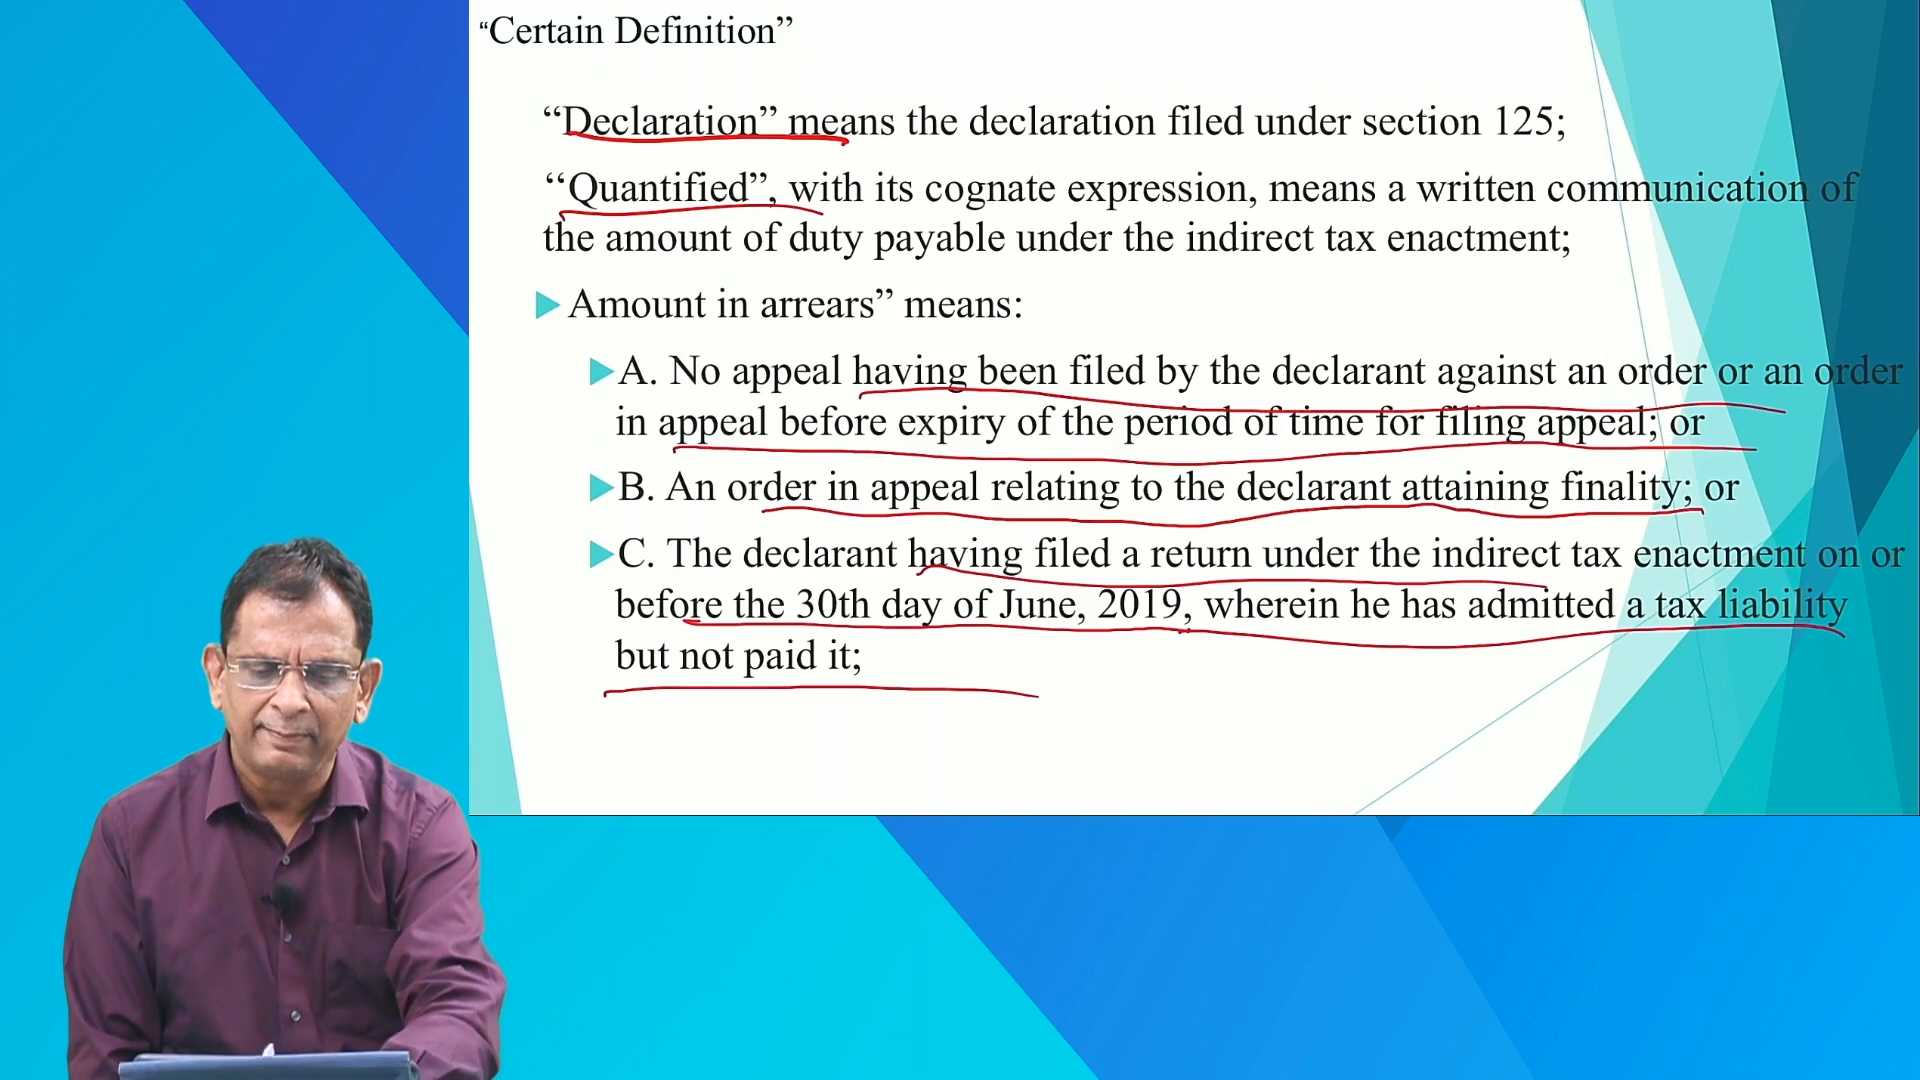 “Certain Definition”
“Declaration” means the declaration filed under section 125;
‘‘Quantified”, with its cognate expression, means a written communication of
the amount of duty payable under the indirect tax enactment;
Amount in arrears” means:
A. No appeal having been filed by the declarant against an order or an order
in appeal before expiry of the period of time for filing appeal; or
B. An order in appeal relating to the declarant attaining finality; or
C. The declarant having filed a return under the indirect tax enactment on or
before the 30th day of June, 2019, wherein he has admitted a tax liability
but not paid it;